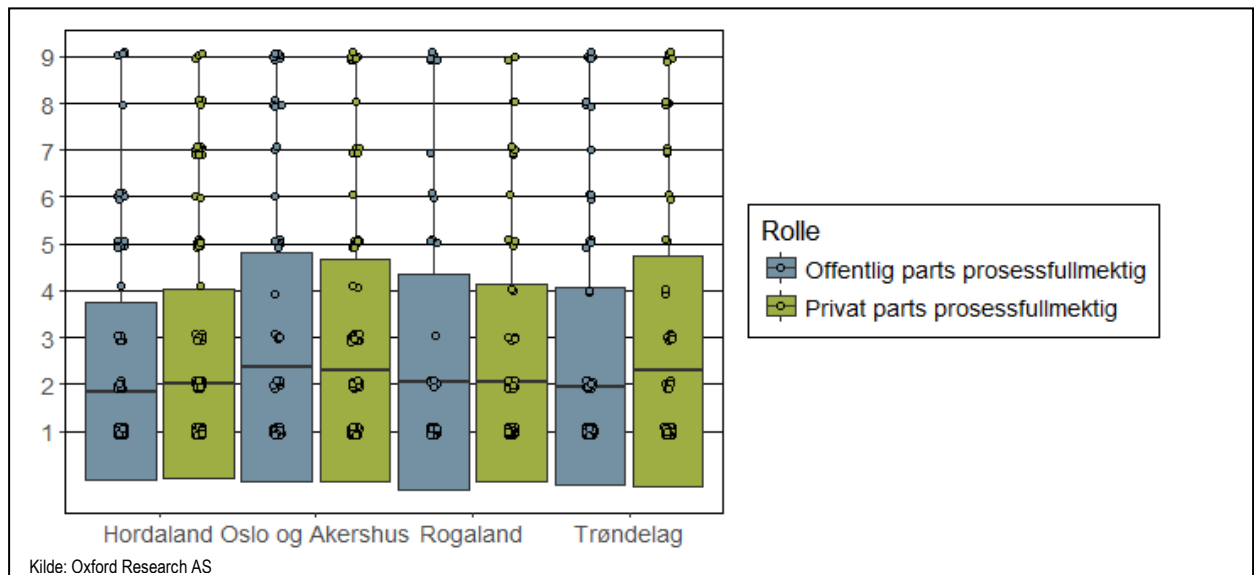 9
8
7
6
5
4
3
2
1
Hordaland Oslo og Akershus Rogaland Trøndelag
Rolle
Offentlig parts prosessfullmektig
Privat parts prosessfullmektig
Kilde: Oxford Research AS